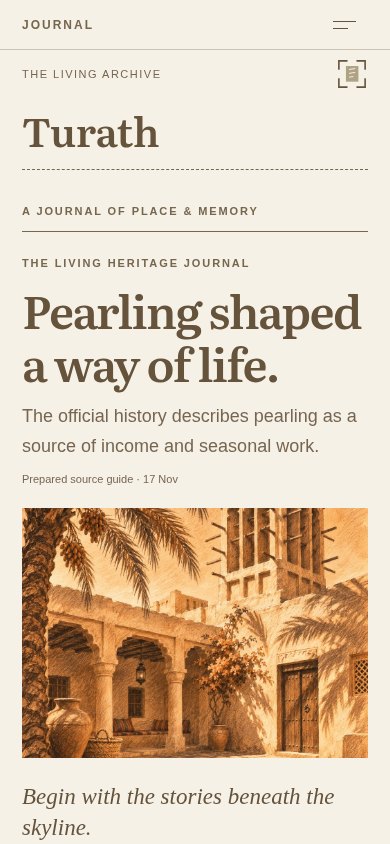 JOURNAL
THE LIVING ARCHIVE
Turath
A JOURNAL OF PLACE & MEMORY
THE LIVING HERITAGE JOURNAL
Pearling shaped
a way of life.
The official history describes pearling as a
source of income and seasonal work.
Prepared source guide · 17 Nov
Begin with the stories beneath the
skyline.